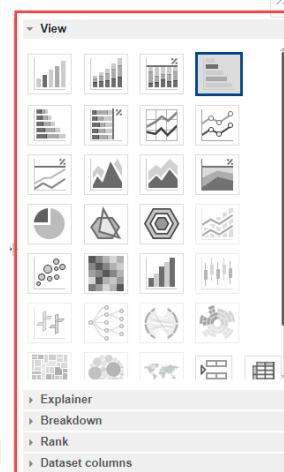 View
%
%
%
%
%
%
Explainer
Breakdown
Rank
Dataset columns